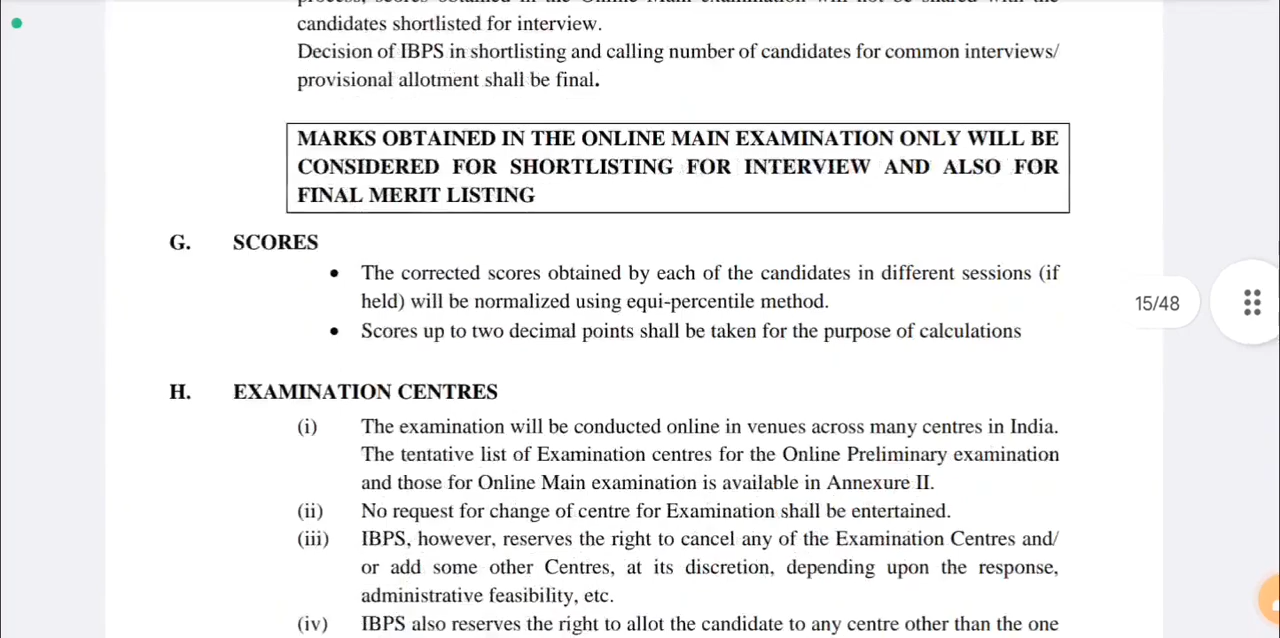 candidates shortlisted for interview.
Decision of IBPS in shortlisting and calling number of candidates for common interviews/
provisional allotment shall be final.
MARKS OBTAINED IN THE ONLINE MAIN EXAMINATION ONLY WILL BE
CONSIDERED FOR SHORTLISTING FOR INTERVIEW AND ALSO FOR
FINAL MERIT LISTING
G. SCORES
• The corrected scores obtained by each of the candidates in different sessions (if
held) will be normalized using equi-percentile method.
• Scores up to two decimal points shall be taken for the purpose of calculations
15/48
H. EXAMINATION CENTRES
(i) The examination will be conducted online in venues across many centres in India.
The tentative list of Examination centres for the Online Preliminary examination
and those for Online Main examination is available in Annexure II.
(ii) No request for change of centre for Examination shall be entertained.
(iii) IBPS, however, reserves the right to cancel any of the Examination Centres and/
or add some other Centres, at its discretion, depending upon the response,
administrative feasibility, etc.
(iv) IBPS also reserves the right to allot the candidate to any centre other than the one